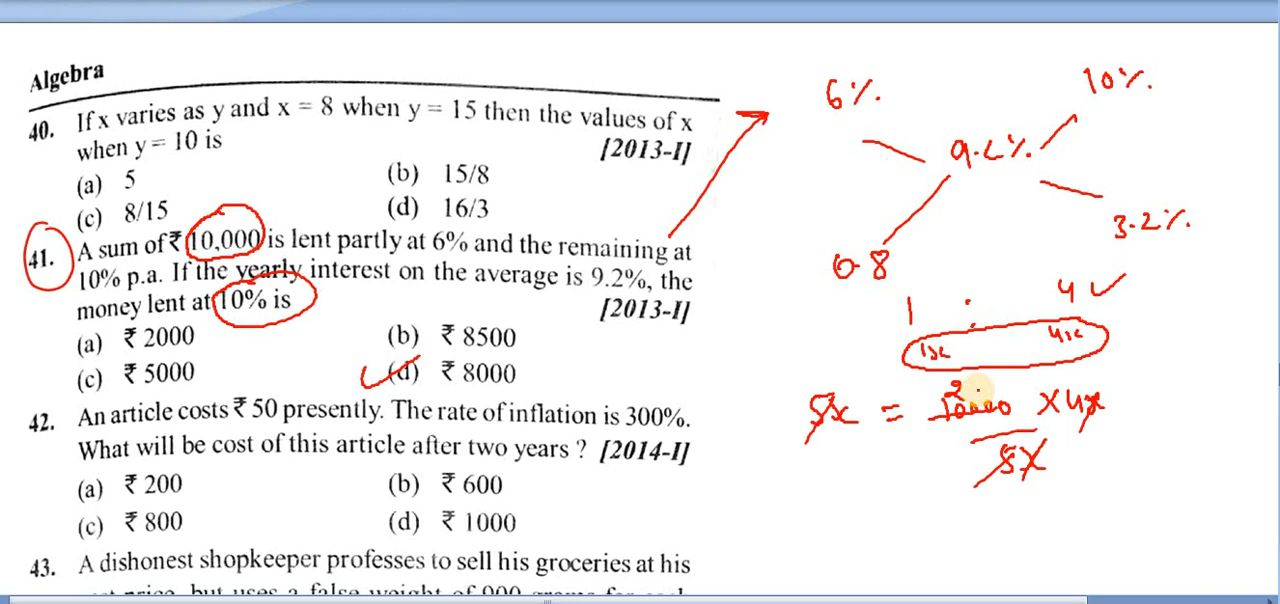 Algebra
40. If x varies as y and x = 8 when y = 15 then the values of x
when y = 10 is [2013-I]
(a) 5 (b) 15/8
(c) 8/15 (d) 16/3
41. A sum of ₹ 10,000 is lent partly at 6% and the remaining at
10% p.a. If the yearly interest on the average is 9.2%, the
money lent at 10% is [2013-I]
(a) ₹ 2000 (b) ₹ 8500
(c) ₹ 5000 (d) ₹ 8000
42. An article costs ₹ 50 presently. The rate of inflation is 300%.
What will be cost of this article after two years ? [2014-I]
(a) ₹ 200 (b) ₹ 600
(c) ₹ 800 (d) ₹ 1000
43. A dishonest shopkeeper professes to sell his groceries at his
6% 10%
9.2%
0.8 3.2%
1 : 4
1x 4x
5x = 10000 × 4x
2
5x